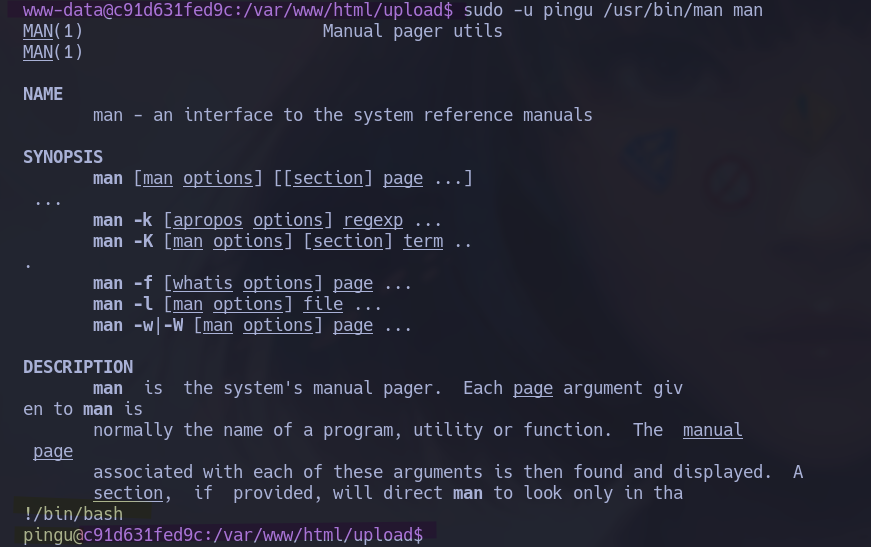 www-data@c91d631fed9c:/var/www/html/upload$ sudo -u pingu /usr/bin/man man
MAN(1)                        Manual pager utils
MAN(1)

NAME
       man - an interface to the system reference manuals

SYNOPSIS
       man [man options] [[section] page ...]
 ...
       man -k [apropos options] regexp ...
       man -K [man options] [section] term ..
.
       man -f [whatis options] page ...
       man -l [man options] file ...
       man -w|-W [man options] page ...

DESCRIPTION
       man  is  the system's manual pager.  Each page argument giv
en to man is
       normally the name of a program, utility or function.  The  manual
 page
       associated with each of these arguments is then found and displayed.  A
       section,  if  provided, will direct man to look only in tha
!/bin/bash
pingu@c91d631fed9c:/var/www/html/upload$